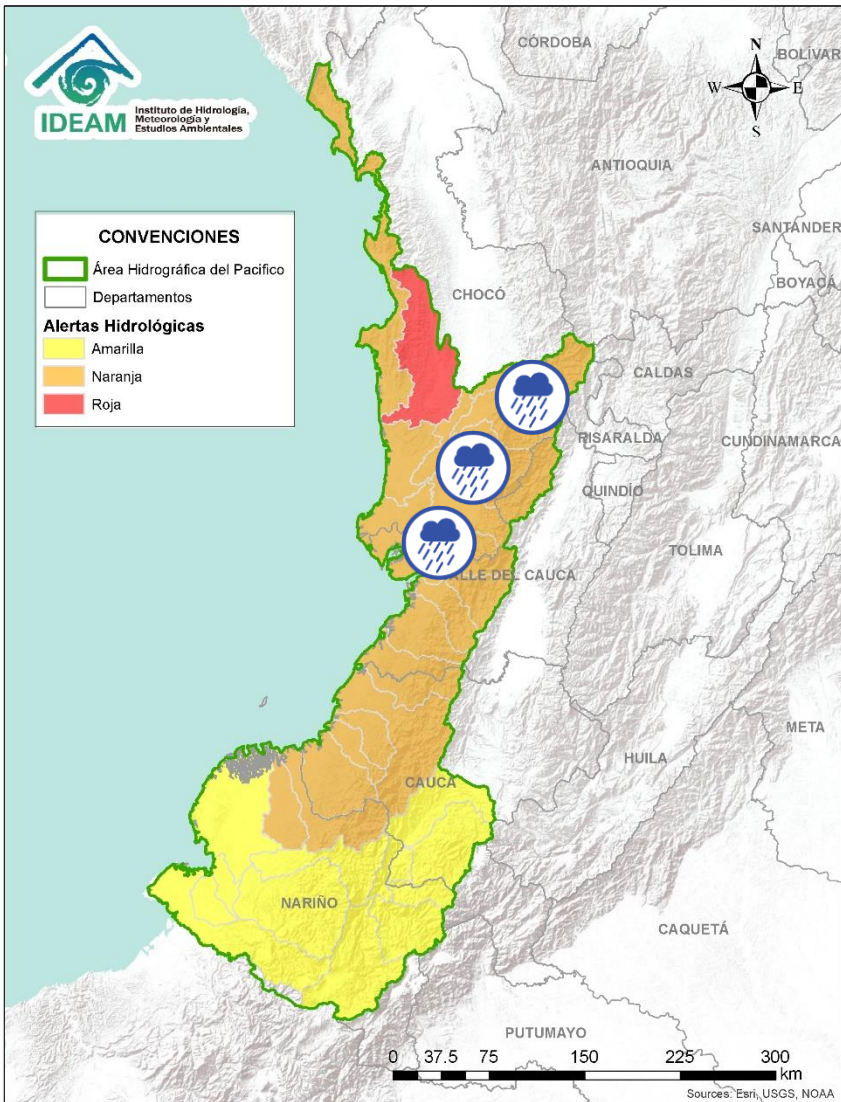 IDEAM
Instituto de Hidrología,
Meteorología y
Estudios Ambientales
CÓRDOBA
BOLÍVAR
N
W
E
S
ANTIOQUIA
SANTANDER
BOYACÁ
CONVENCIONES
Área Hidrográfica del Pacifico
Departamentos
Alertas Hidrológicas
Amarilla
Naranja
Roja
CHOCÓ
CALDAS
RISARALDA
CUNDINAMARCA
QUINDÍO
TOLIMA
ALLE DEL CAUCA
META
HUILA
CAUCA
NARIÑO
CAQUETÁ
PUTUMAYO
0 37.5 75 150 225 300
km
Sources: Esri, USGS, NOAA